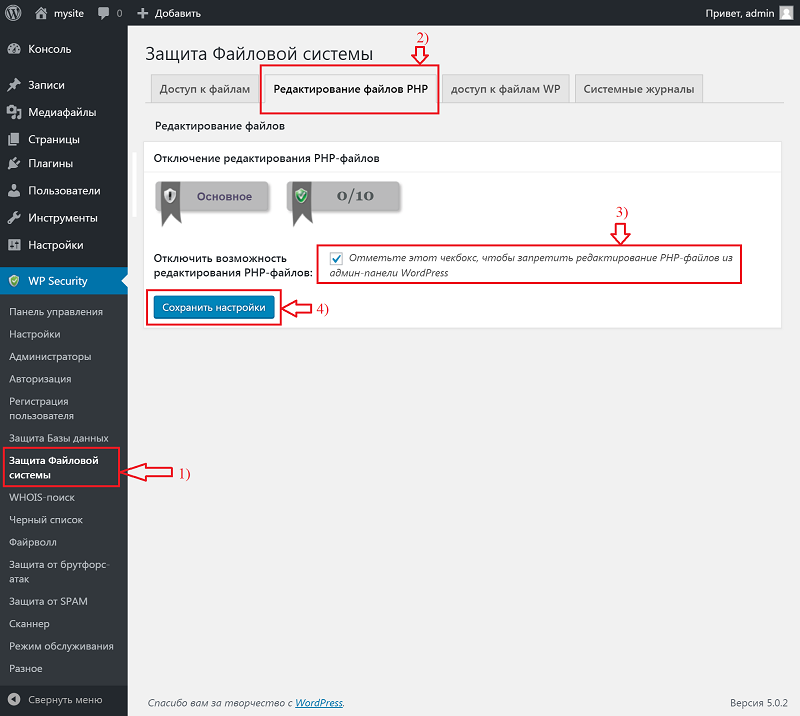 mysite 0 Добавить Привет, admin
Консоль
Записи
Медиафайлы
Страницы
Плагины
Пользователи
Инструменты
Настройки
WP Security
Панель управления
Настройки
Администраторы
Авторизация
Регистрация
пользователя
Защита Базы данных
Защита Файловой
системы
1)
WHOIS-поиск
Черный список
Файрволл
Защита от брутфорс-
атак
Защита от SPAM
Сканнер
Режим обслуживания
Разное
Свернуть меню
Защита Файловой системы
2)
Доступ к файлам
Редактирование файлов PHP
доступ к файлам WP
Системные журналы
Редактирование файлов
Отключение редактирования PHP-файлов
Основное
0/10
3)
Отключить возможность
редактирования PHP-файлов:
Отметьте этот чекбокс, чтобы запретить редактирование PHP-файлов из
админ-панели WordPress
Сохранить настройки
4)
Спасибо вам за творчество с WordPress.
Версия 5.0.2